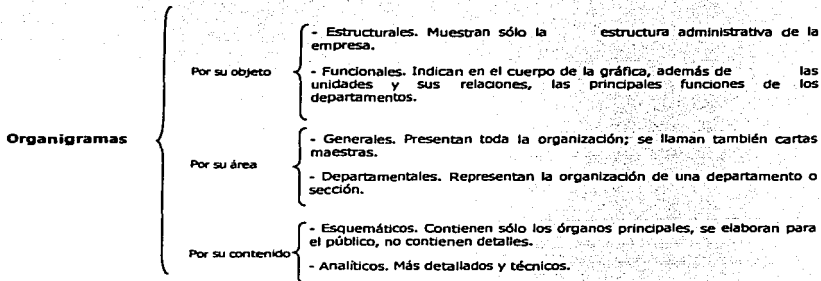 - Estructurales. Muestran sólo la estructura administrativa de la
empresa.
Por su objeto
- Funcionales. Indican en el cuerpo de la gráfica, además de las
unidades y sus relaciones, las principales funciones de los
departamentos.
Organigramas
- Generales. Presentan toda la organización; se llaman también cartas
maestras.
Por su área
- Departamentales. Representan la organización de una departamento o
sección.
- Esquemáticos. Contienen sólo los órganos principales, se elaboran para
el público, no contienen detalles.
Por su contenido
- Analíticos. Más detallados y técnicos.